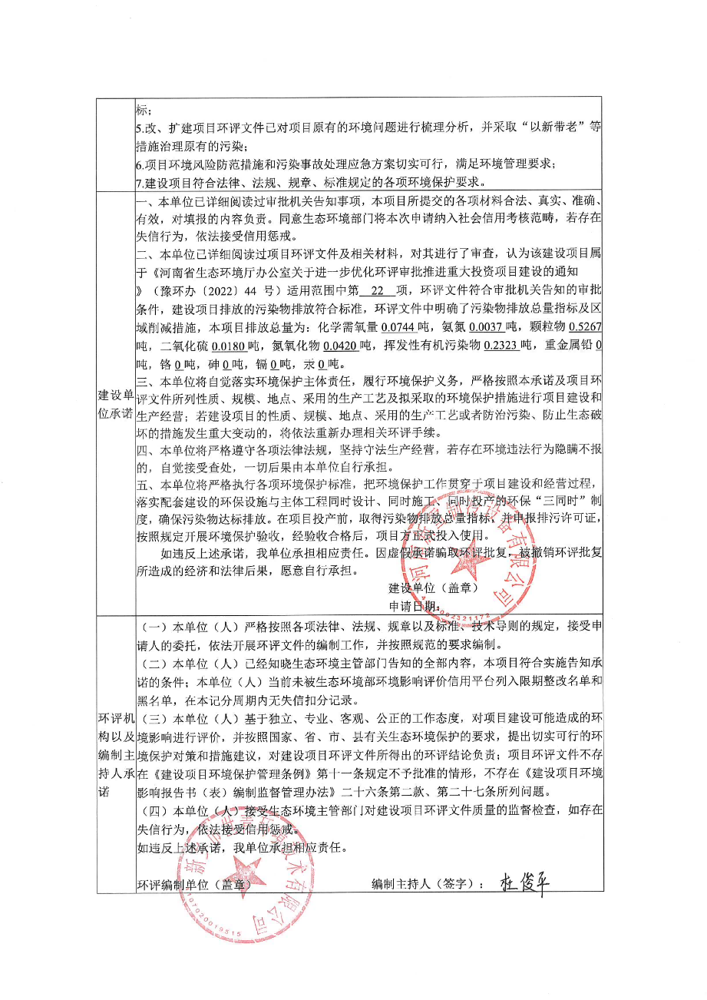 标；
5.改、扩建项目环评文件已对项目原有的环境问题进行梳理分析，并采取“以新带老”等
措施治理原有的污染；
6.项目环境风险防范措施和污染事故处理应急方案切实可行，满足环境管理要求；
7.建设项目符合法律、法规、规章、标准规定的各项环境保护要求。
建设单
位承诺
一、本单位已详细阅读过审批机关告知事项，本项目所提交的各项材料合法、真实、准确、
有效，对填报的内容负责。同意生态环境部门将本次申请纳入社会信用考核范畴，若存在
失信行为，依法接受信用惩戒。
二、本单位已详细阅读过项目环评文件及相关材料，对其进行了审查，认为该建设项目属
于《河南省生态环境厅办公室关于进一步优化环评审批推进重大投资项目建设的通知
》（豫环办〔2022〕44 号）适用范围中第 22 项，环评文件符合审批机关告知的审批
条件，建设项目排放的污染物排放符合标准，环评文件中明确了污染物排放总量指标及区
域削减措施，本项目排放总量为：化学需氧量 0.0744 吨，氨氮 0.0037 吨，颗粒物 0.5267
吨，二氧化硫 0.0180 吨，氮氧化物 0.0420 吨，挥发性有机污染物 0.2323 吨，重金属铅 0
吨，铬 0 吨，砷 0 吨，镉 0 吨，汞 0 吨。
三、本单位将自觉落实环境保护主体责任，履行环境保护义务，严格按照本承诺及项目环
评文件所列性质、规模、地点、采用的生产工艺及拟采取的环境保护措施进行项目建设和
生产经营；若建设项目的性质、规模、地点、采用的生产工艺或者防治污染、防止生态破
坏的措施发生重大变动的，将依法重新办理相关环评手续。
四、本单位将严格遵守各项法律法规，坚持守法生产经营，若存在环境违法行为隐瞒不报
的，自觉接受查处，一切后果由本单位自行承担。
五、本单位将严格执行各项环境保护标准，把环境保护工作贯穿于项目建设和经营过程，
落实配套建设的环保设施与主体工程同时设计、同时施工、同时投产的环保“三同时”制
度，确保污染物达标排放。在项目投产前，取得污染物排放总量指标，并申报排污许可证，
按照规定开展环境保护验收，经验收合格后，项目方正式投入使用。
如违反上述承诺，我单位承担相应责任。因虚假承诺骗取环评批复，被撤销环评批复
所造成的经济和法律后果，愿意自行承担。
建设单位（盖章）
申请日期：
环评机
构以及
编制主
持人承
诺
（一）本单位（人）严格按照各项法律、法规、规章以及标准、技术导则的规定，接受申
请人的委托，依法开展环评文件的编制工作，并按照规范的要求编制。
（二）本单位（人）已经知晓生态环境主管部门告知的全部内容，本项目符合实施告知承
诺的条件；本单位（人）当前未被生态环境部环境影响评价信用平台列入限期整改名单和
黑名单，在本记分周期内无失信扣分记录。
（三）本单位（人）基于独立、专业、客观、公正的工作态度，对项目建设可能造成的环
境影响进行评价，并按照国家、省、市、县有关生态环境保护的要求，提出切实可行的环
境保护对策和措施建议，对建设项目环评文件所得出的环评结论负责；项目环评文件不存
在《建设项目环境保护管理条例》第十一条规定不予批准的情形，不存在《建设项目环境
影响报告书（表）编制监督管理办法》二十六条第二款、第二十七条所列问题。
（四）本单位（人）接受生态环境主管部门对建设项目环评文件质量的监督检查，如存在
失信行为，依法接受信用惩戒。
如违反上述承诺，我单位承担相应责任。
环评编制单位（盖章） 编制主持人（签字）：杜俊平